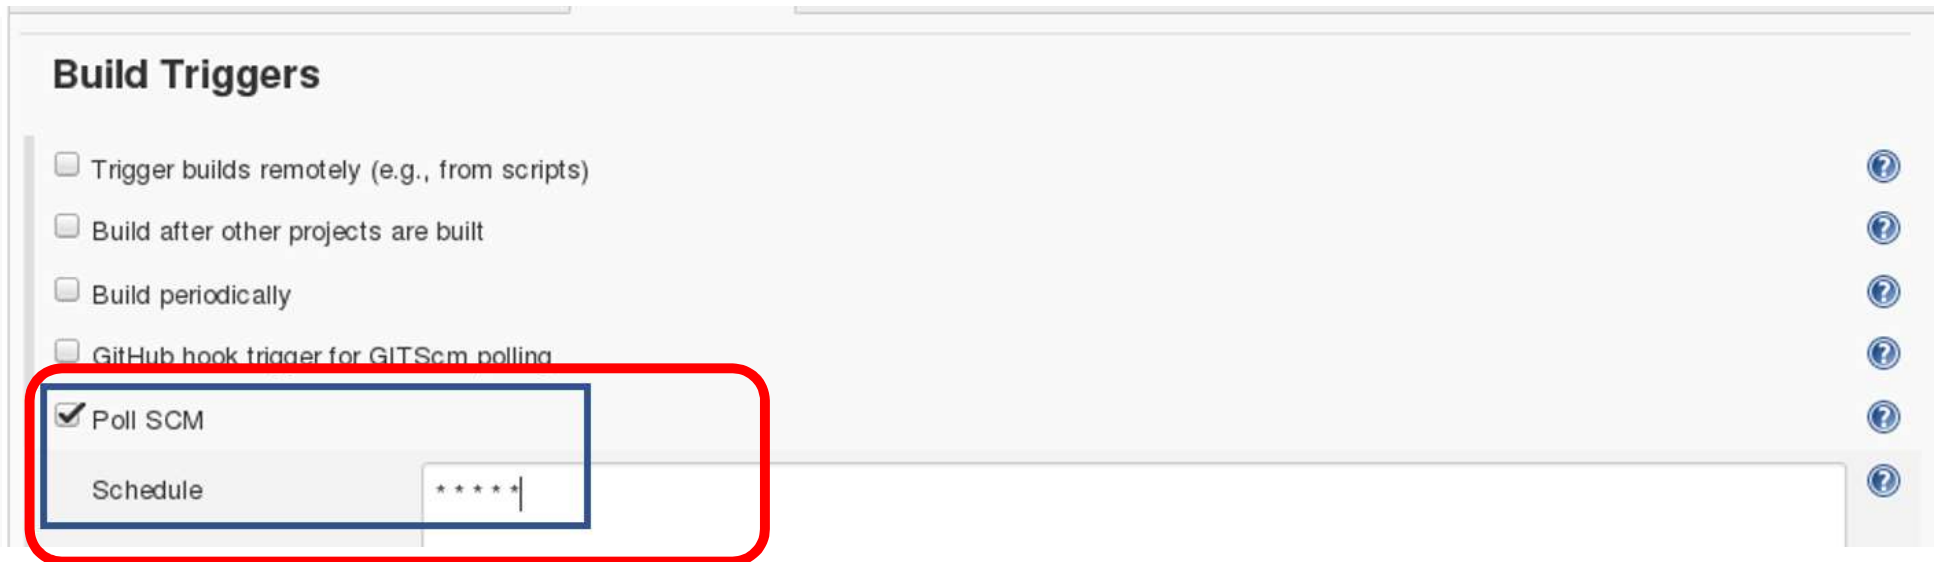 Build Triggers
Trigger builds remotely (e.g., from scripts)
?
Build after other projects are built
?
Build periodically
?
GitHub hook trigger for GITScm polling
?
Poll SCM
?
Schedule
* * * * *
?